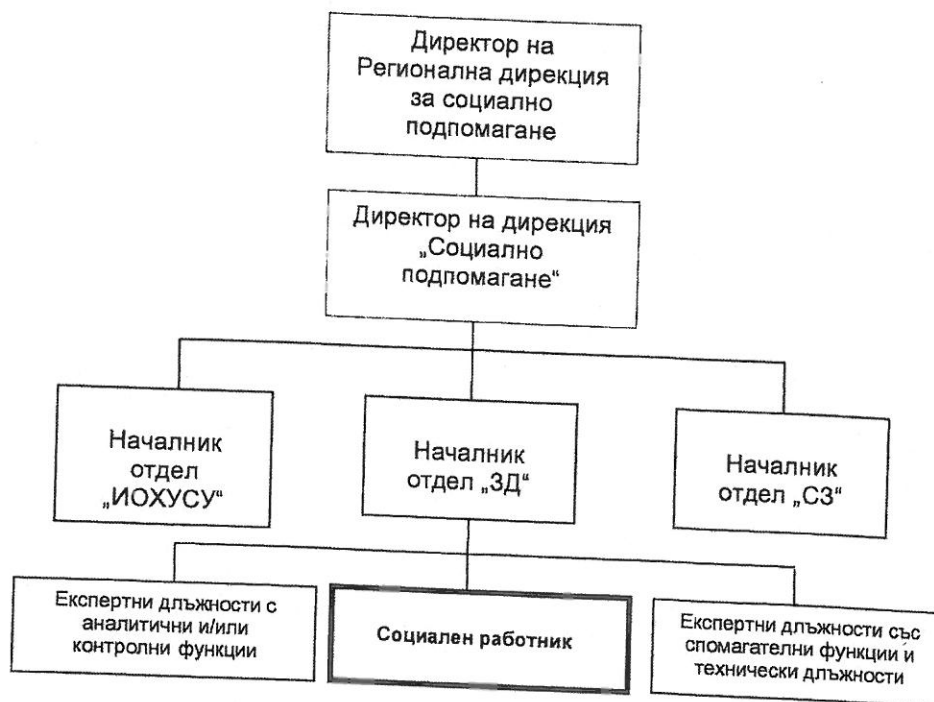 Директор на
Регионална дирекция
за социално
подпомагане
Директор на дирекция
„Социално
подпомагане“
Началник
отдел
„ИОХУСУ“
Началник
отдел „ЗД“
Началник
отдел „СЗ“
Експертни длъжности с
аналитични и/или
контролни функции
Социален работник
Експертни длъжности със
спомагателни функции и
технически длъжности